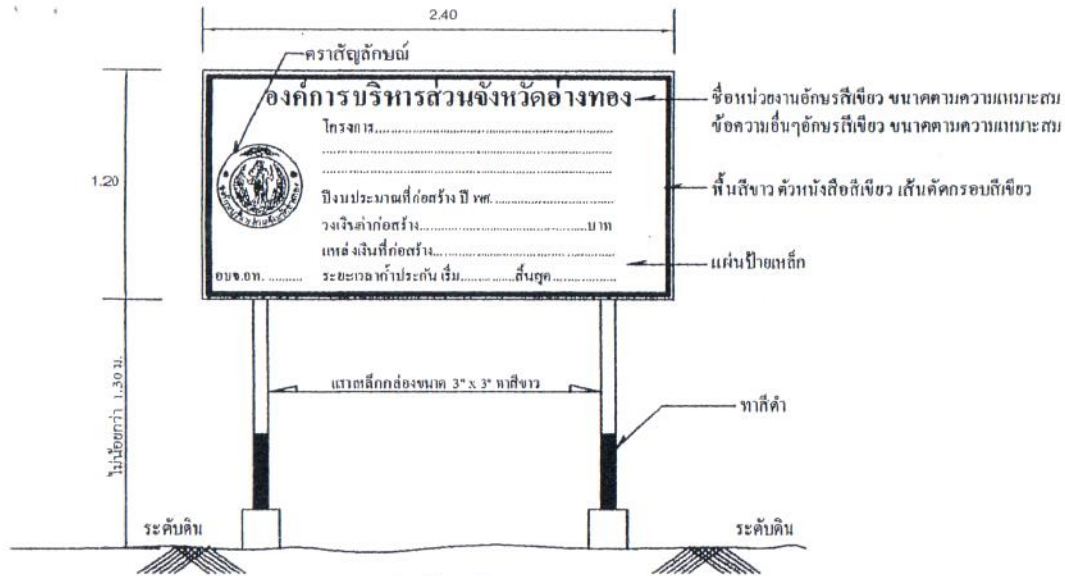 2.40
ตราสัญลักษณ์
องค์การบริหารส่วนจังหวัดอ่างทอง
ชื่อหน่วยงานอักษรสีเขียว ขนาดตามความเหมาะสม
ข้อความอื่นๆอักษรสีเขียว ขนาดตามความเหมาะสม
โครงการ
1.20
พื้นสีขาว ตัวหนังสือสีเขียว เส้นตัดกรอบสีเขียว
ปีงบประมาณที่ก่อสร้าง ปี พศ.
วงเงินค่าก่อสร้าง บาท
แหล่งเงินที่ก่อสร้าง
แผ่นป้ายเหล็ก
อบจ.อท.
ระยะเวลาค้ำประกัน เริ่ม สิ้นสุด
ไม่น้อยกว่า 1.30 ม.
เสาเหล็กกล่องขนาด 3" x 3" ทาสีขาว
ทาสีดำ
ระดับดิน
ระดับดิน